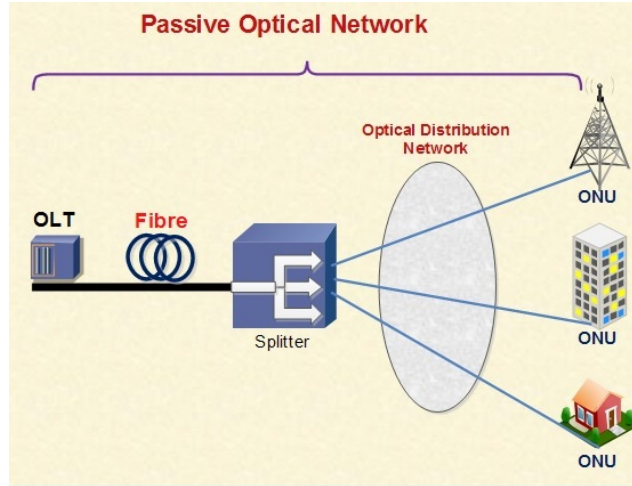 Passive Optical Network
Optical Distribution
Network
ONU
OLT
Fibre
Splitter
ONU
ONU